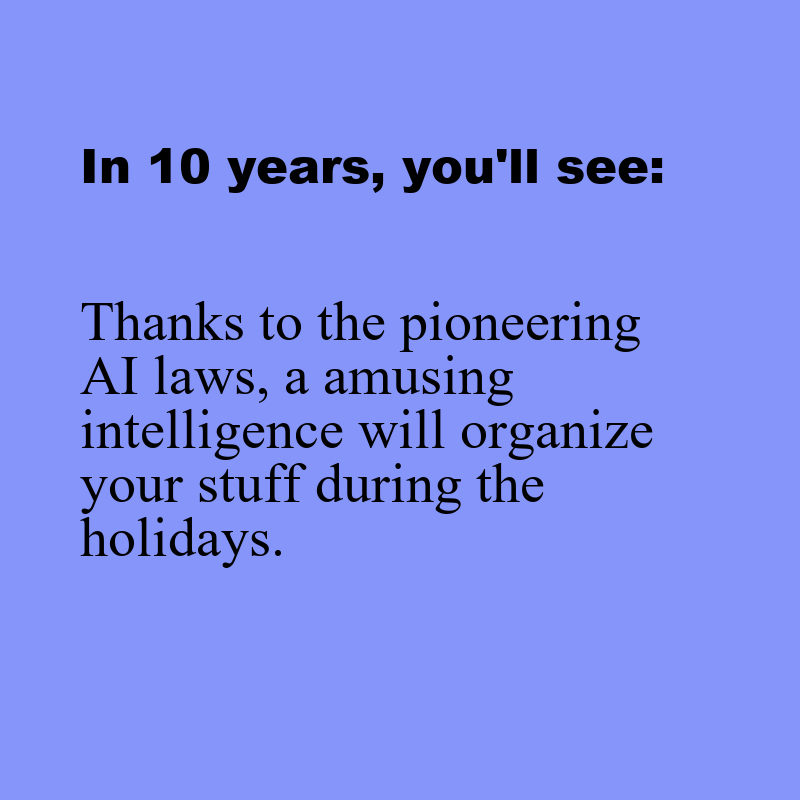 In 10 years, you'll see:
Thanks to the pioneering
AI laws, a amusing
intelligence will organize
your stuff during the
holidays.